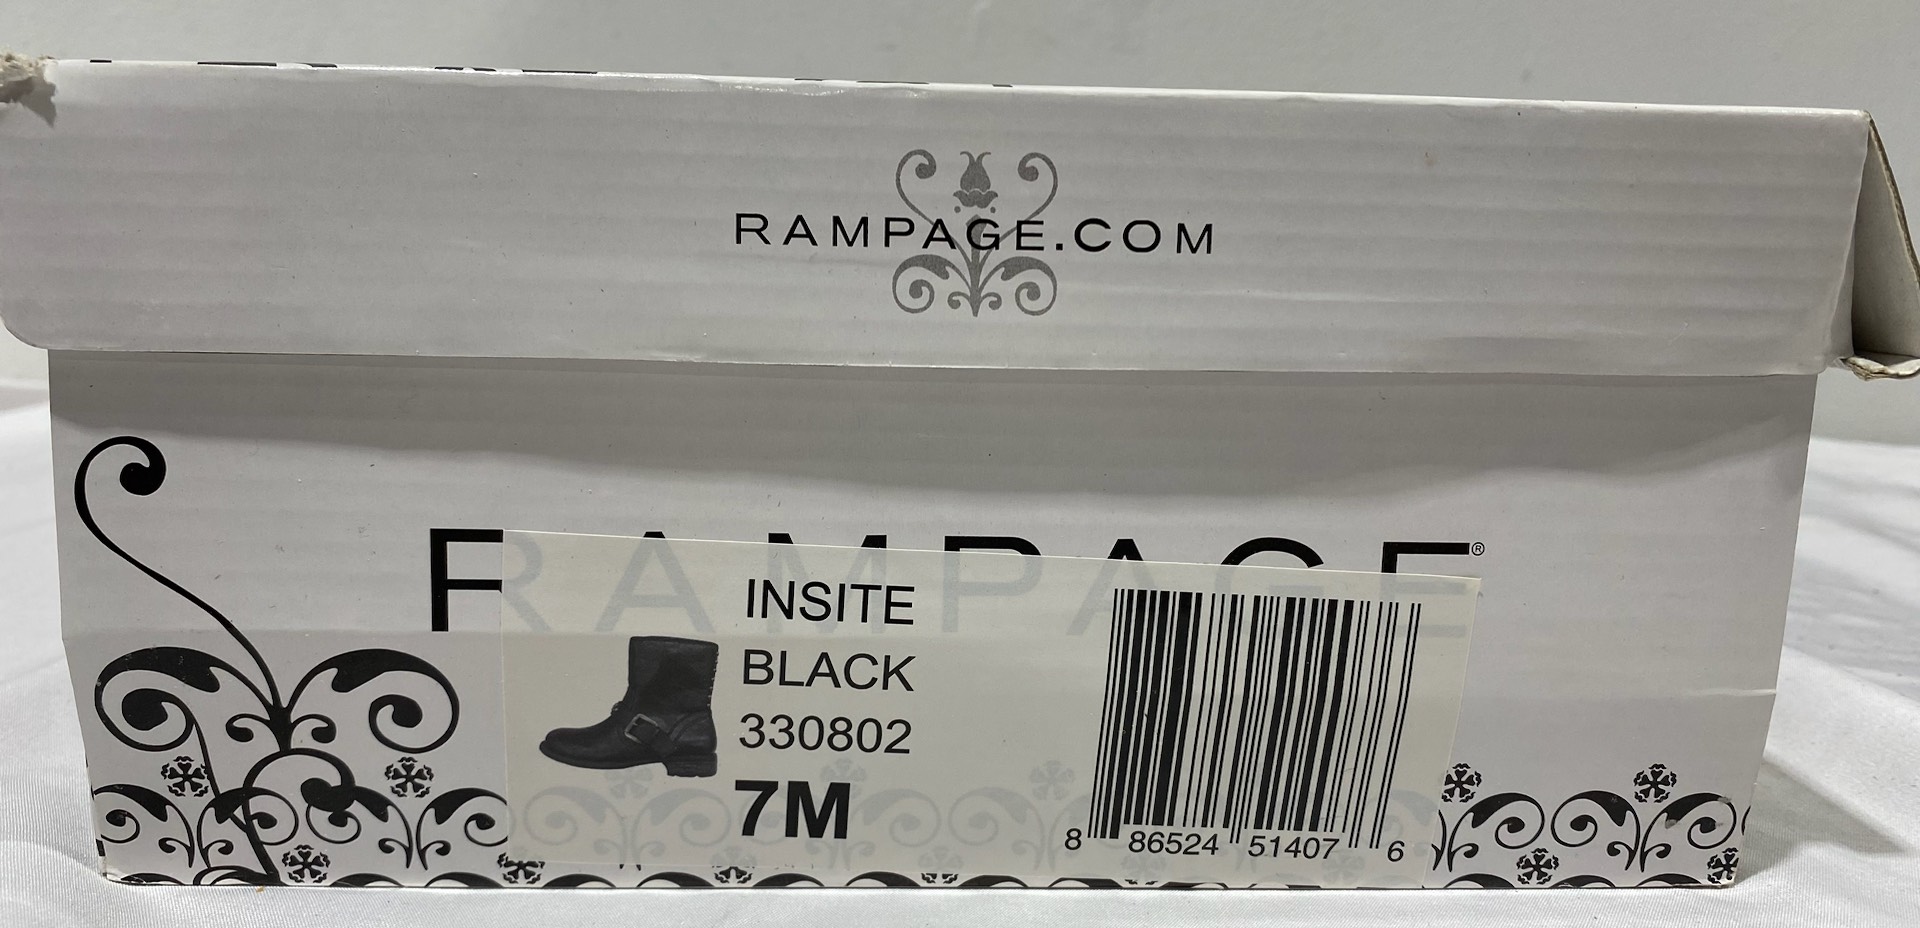 RAMPAGE.COM
RAMPAGE®
INSITE
BLACK
330802
7M
8 86524 51407 6